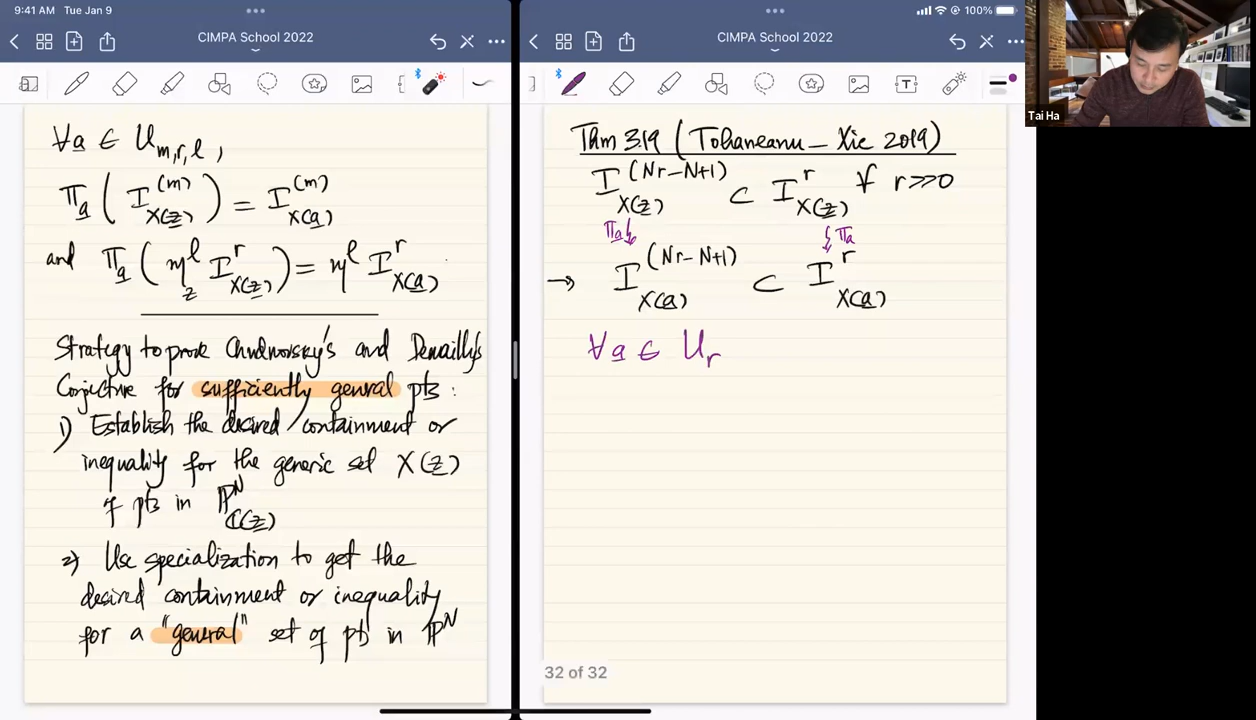 9:41 AM Tue Jan 9
100%
CIMPA School 2022
CIMPA School 2022
Tai Ha
∀a̲ ∈ U_{m,r,l},
π_a̲ ( I^{(m)}_{X(z̲)} ) = I^{(m)}_{X(a̲)}
and π_a̲ ( m_z̲^l I^r_{X(z̲)} ) = m^l I^r_{X(a̲)}
Strategy to prove Chudnovsky's and Demailly's
Conjecture for sufficiently general pts :
1) Establish the desired containment or
inequality for the generic set X(z̲)
of pts in ℙ^N_{ℂ(z̲)}
2) Use specialization to get the
desired containment or inequality
for a "general" set of pts in ℙ^N
Thm 3.19 (Tohaneanu – Xie 2019)
I^{(Nr-N+1)}_{X(z̲)} ⊂ I^r_{X(z̲)} ∀ r>>0
π_a̲ ↓ ↓ π_a̲
→ I^{(Nr-N+1)}_{X(a̲)} ⊂ I^r_{X(a̲)}
∀a̲ ∈ U_r
32 of 32